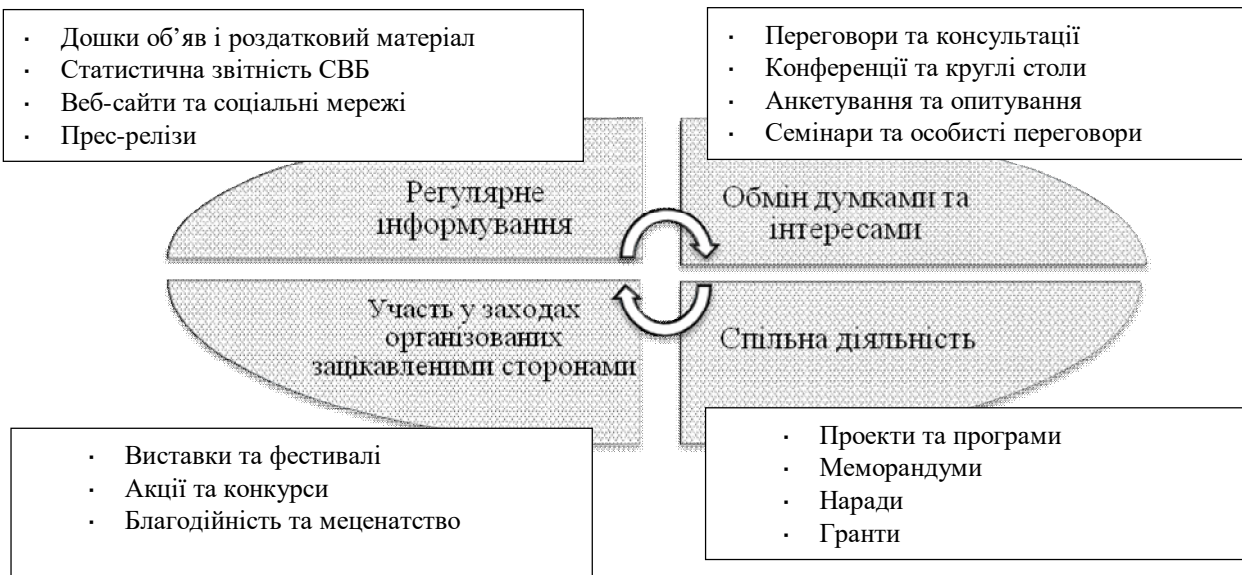 · Дошки об’яв і роздатковий матеріал
· Статистична звітність СВБ
· Веб-сайти та соціальні мережі
· Прес-релізи
· Переговори та консультації
· Конференції та круглі столи
· Анкетування та опитування
· Семінари та особисті переговори
Регулярне
інформування
Обмін думками та
інтересами
Участь у заходах
організованих
зацікавленими сторонами
Спільна діяльність
· Виставки та фестивалі
· Акції та конкурси
· Благодійність та меценатство
· Проекти та програми
· Меморандуми
· Наради
· Гранти